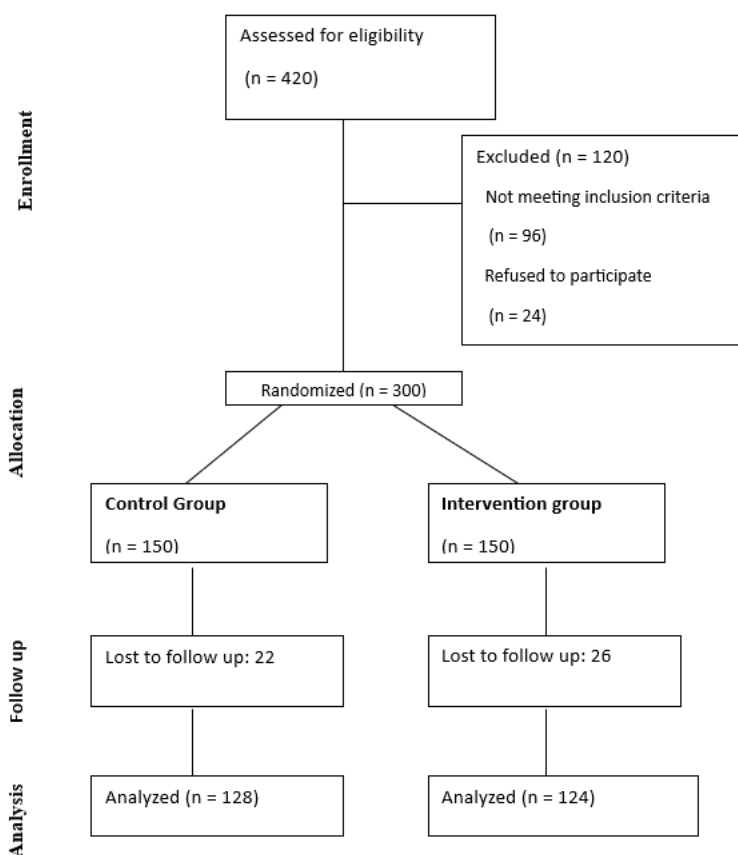 Enrollment
Assessed for eligibility
(n = 420)
Excluded (n = 120)
Not meeting inclusion criteria
(n = 96)
Refused to participate
(n = 24)
Allocation
Randomized (n = 300)
Control Group
(n = 150)
Intervention group
(n = 150)
Follow up
Lost to follow up: 22
Lost to follow up: 26
Analysis
Analyzed (n = 128)
Analyzed (n = 124)